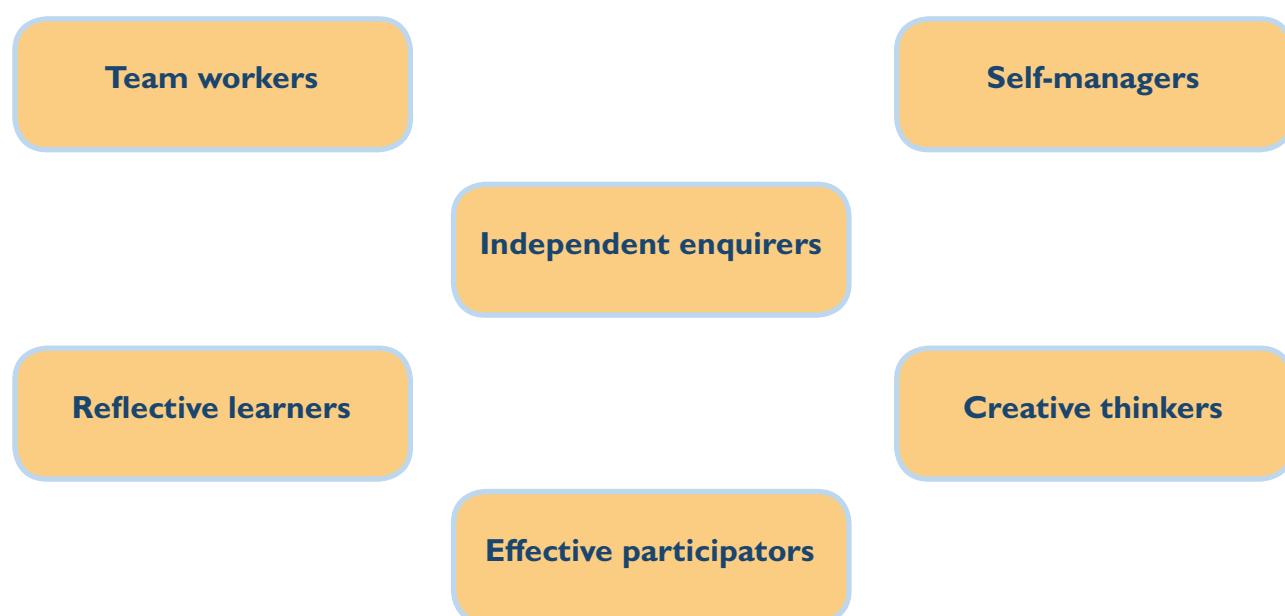 Team workers
Self-managers
Independent enquirers
Reflective learners
Creative thinkers
Effective participators